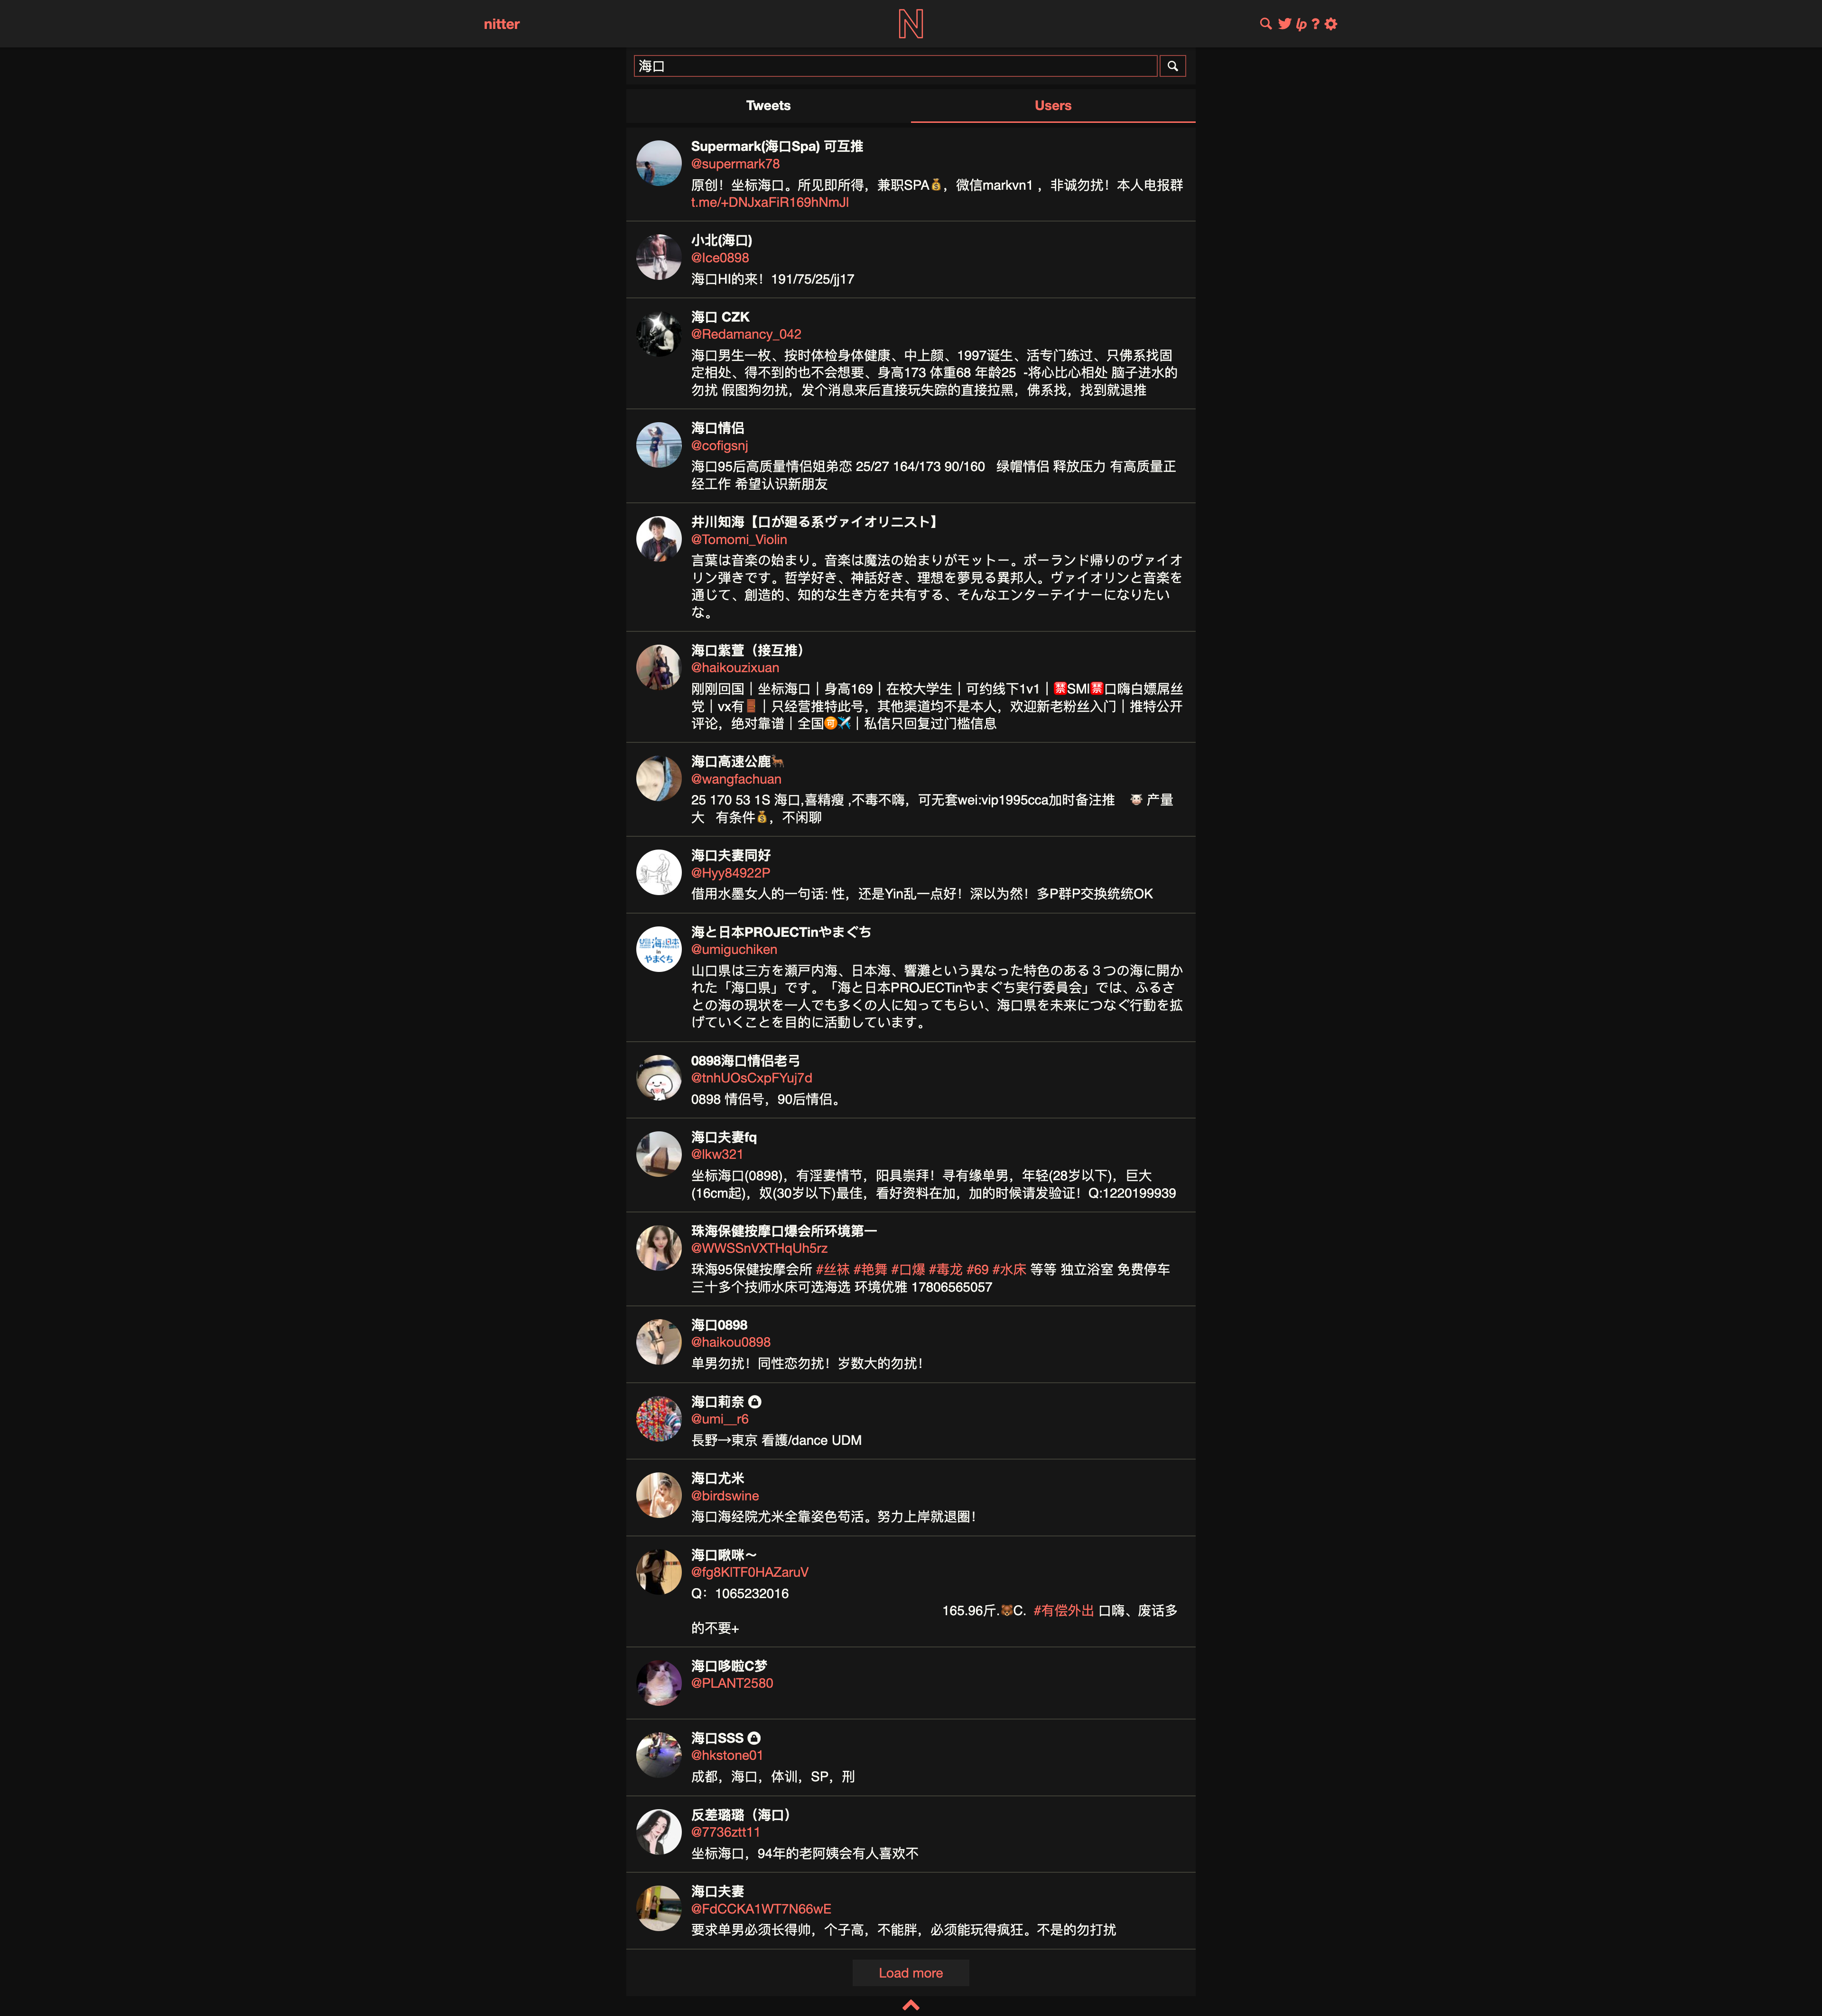 nitter
海口
Tweets
Users
Supermark(海口Spa) 可互推
@supermark78
原创！坐标海口。所见即所得，兼职SPA💰，微信markvn1 ，非诚勿扰！本人电报群
t.me/+DNJxaFiR169hNmJl
小北(海口)
@Ice0898
海口HI的来！191/75/25/jj17
海口 CZK
@Redamancy_042
海口男生一枚、按时体检身体健康、中上颜、1997诞生、活专门练过、只佛系找固
定相处、得不到的也不会想要、身高173 体重68 年龄25 -将心比心相处 脑子进水的
勿扰 假图狗勿扰，发个消息来后直接玩失踪的直接拉黑，佛系找，找到就退推
海口情侣
@cofigsnj
海口95后高质量情侣姐弟恋 25/27 164/173 90/160 绿帽情侣 释放压力 有高质量正
经工作 希望认识新朋友
井川知海【口が廻る系ヴァイオリニスト】
@Tomomi_Violin
言葉は音楽の始まり。音楽は魔法の始まりがモットー。ポーランド帰りのヴァイオ
リン弾きです。哲学好き、神話好き、理想を夢見る異邦人。ヴァイオリンと音楽を
通じて、創造的、知的な生き方を共有する、そんなエンターテイナーになりたい
な。
海口紫萱（接互推）
@haikouzixuan
刚刚回国｜坐标海口｜身高169｜在校大学生｜可约线下1v1｜🈲SM|🈲口嗨白嫖屌丝
党｜vx有🚪｜只经营推特此号，其他渠道均不是本人，欢迎新老粉丝入门｜推特公开
评论，绝对靠谱｜全国🉑✈️｜私信只回复过门槛信息
海口高速公鹿🦌
@wangfachuan
25 170 53 1S 海口,喜精瘦 ,不毒不嗨，可无套wei:vip1995cca加时备注推 🐮 产量
大 有条件💰，不闲聊
海口夫妻同好
@Hyy84922P
借用水墨女人的一句话: 性，还是Yin乱一点好！深以为然！多P群P交换统统OK
海と日本PROJECTinやまぐち
@umiguchiken
山口県は三方を瀬戸内海、日本海、響灘という異なった特色のある３つの海に開か
れた「海口県」です。「海と日本PROJECTinやまぐち実行委員会」では、ふるさ
との海の現状を一人でも多くの人に知ってもらい、海口県を未来につなぐ行動を拡
げていくことを目的に活動しています。
0898海口情侣老弓
@tnhUOsCxpFYuj7d
0898 情侣号，90后情侣。
海口夫妻fq
@lkw321
坐标海口(0898)，有淫妻情节，阳具崇拜！寻有缘单男，年轻(28岁以下)，巨大
(16cm起)，奴(30岁以下)最佳，看好资料在加，加的时候请发验证！Q:1220199939
珠海保健按摩口爆会所环境第一
@WWSSnVXTHqUh5rz
珠海95保健按摩会所 #丝袜 #艳舞 #口爆 #毒龙 #69 #水床 等等 独立浴室 免费停车
三十多个技师水床可选海选 环境优雅 17806565057
海口0898
@haikou0898
单男勿扰！同性恋勿扰！岁数大的勿扰！
海口莉奈
@umi__r6
長野→東京 看護/dance UDM
海口尤米
@birdswine
海口海经院尤米全靠姿色苟活。努力上岸就退圈！
海口瞅咪～
@fg8KlTF0HAZaruV
Q：1065232016
165.96斤.🐻C. #有偿外出 口嗨、废话多
的不要+
海口哆啦C梦
@PLANT2580
海口SSS
@hkstone01
成都，海口，体训，SP，刑
反差璐璐（海口）
@7736ztt11
坐标海口，94年的老阿姨会有人喜欢不
海口夫妻
@FdCCKA1WT7N66wE
要求单男必须长得帅，个子高，不能胖，必须能玩得疯狂。不是的勿打扰
Load more